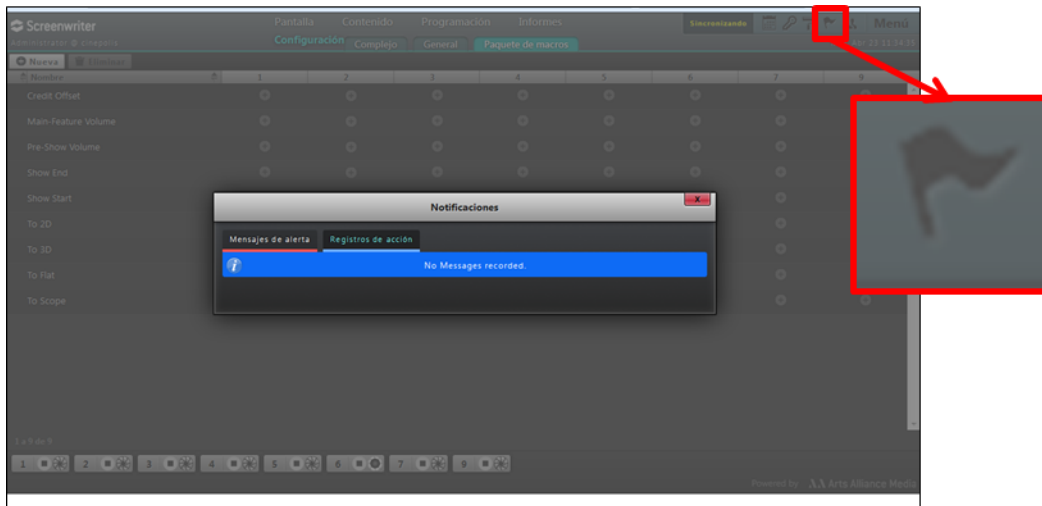 Screenwriter
Pantalla Contenido Programación Informes
Sincronizando
Menú
Administrator @ cinepolis
Configuración Complejo General Paquete de macros
Nueva Eliminar
Nombre 1 2 3 4 5 6 7 9
Credit Offset
Main-Feature Volume
Pre-Show Volume
Show End
Show Start
To 2D
To 3D
To Flat
To Scope
Notificaciones
x
Mensajes de alerta Registros de acción
No Messages recorded.
1 a 9 de 9
1 2 3 4 5 6 7 9
Powered by Arts Alliance Media